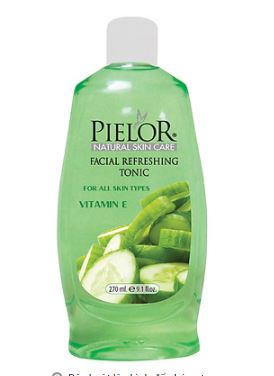 PIELOR®
NATURAL SKIN CARE
FACIAL REFRESHING
TONIC
FOR ALL SKIN TYPES
VITAMIN E
270 ml. ℮ 9.1 fl.oz.